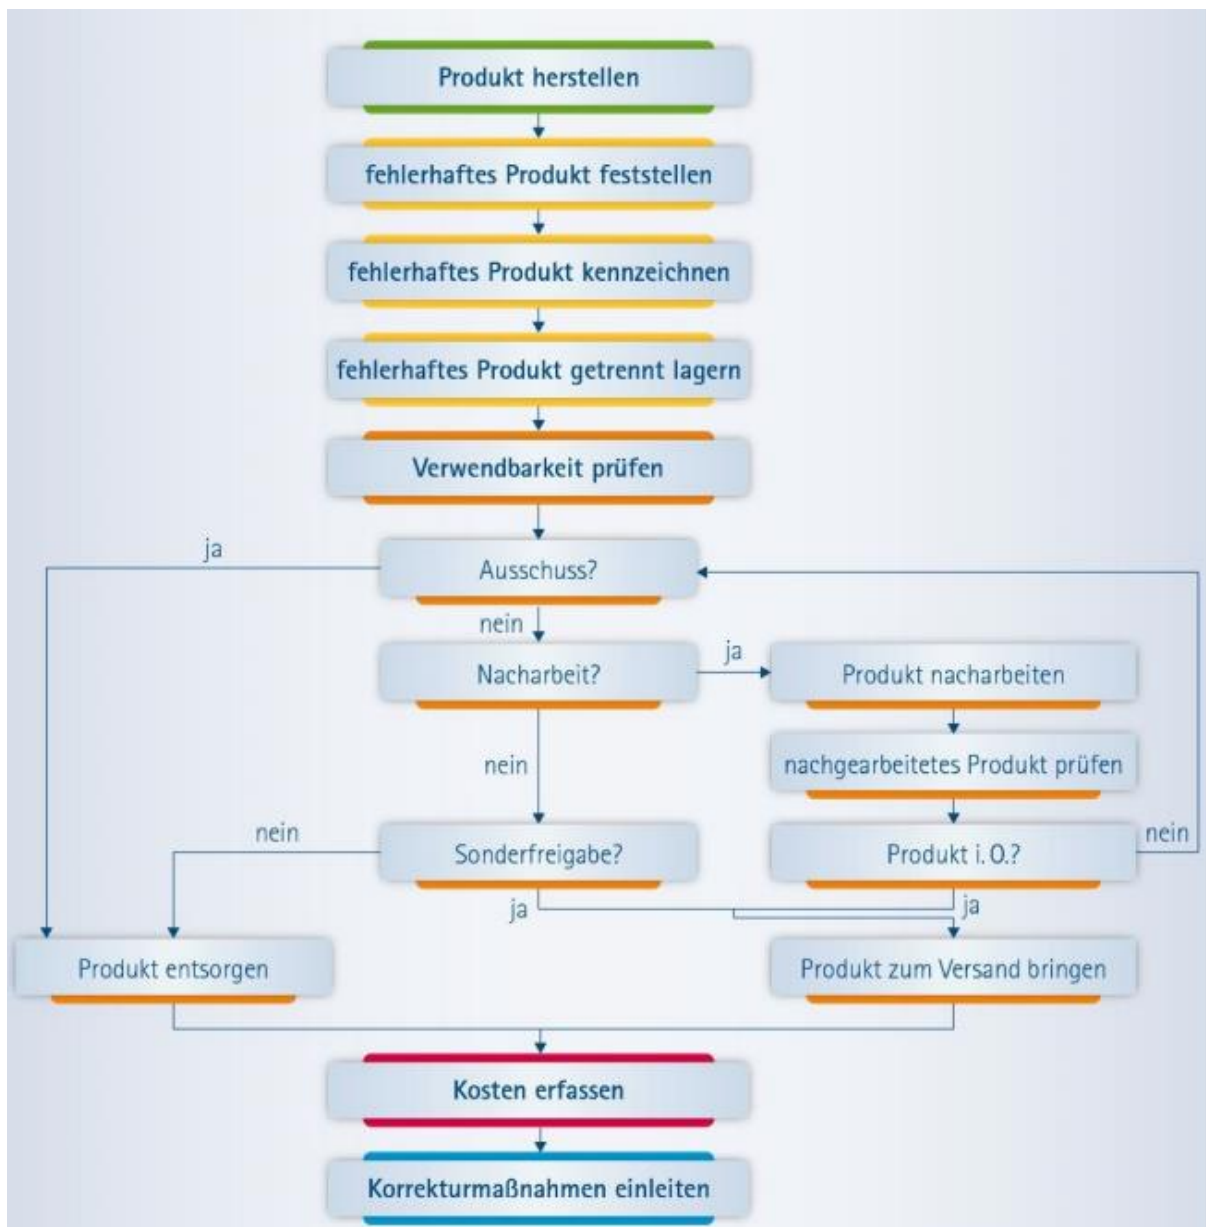 Produkt herstellen
fehlerhaftes Produkt feststellen
fehlerhaftes Produkt kennzeichnen
fehlerhaftes Produkt getrennt lagern
Verwendbarkeit prüfen
ja
Ausschuss?
nein
Nacharbeit?
ja
Produkt nacharbeiten
nein
nachgearbeitetes Produkt prüfen
nein
Sonderfreigabe?
Produkt i. O.?
nein
ja
ja
Produkt entsorgen
Produkt zum Versand bringen
Kosten erfassen
Korrekturmaßnahmen einleiten